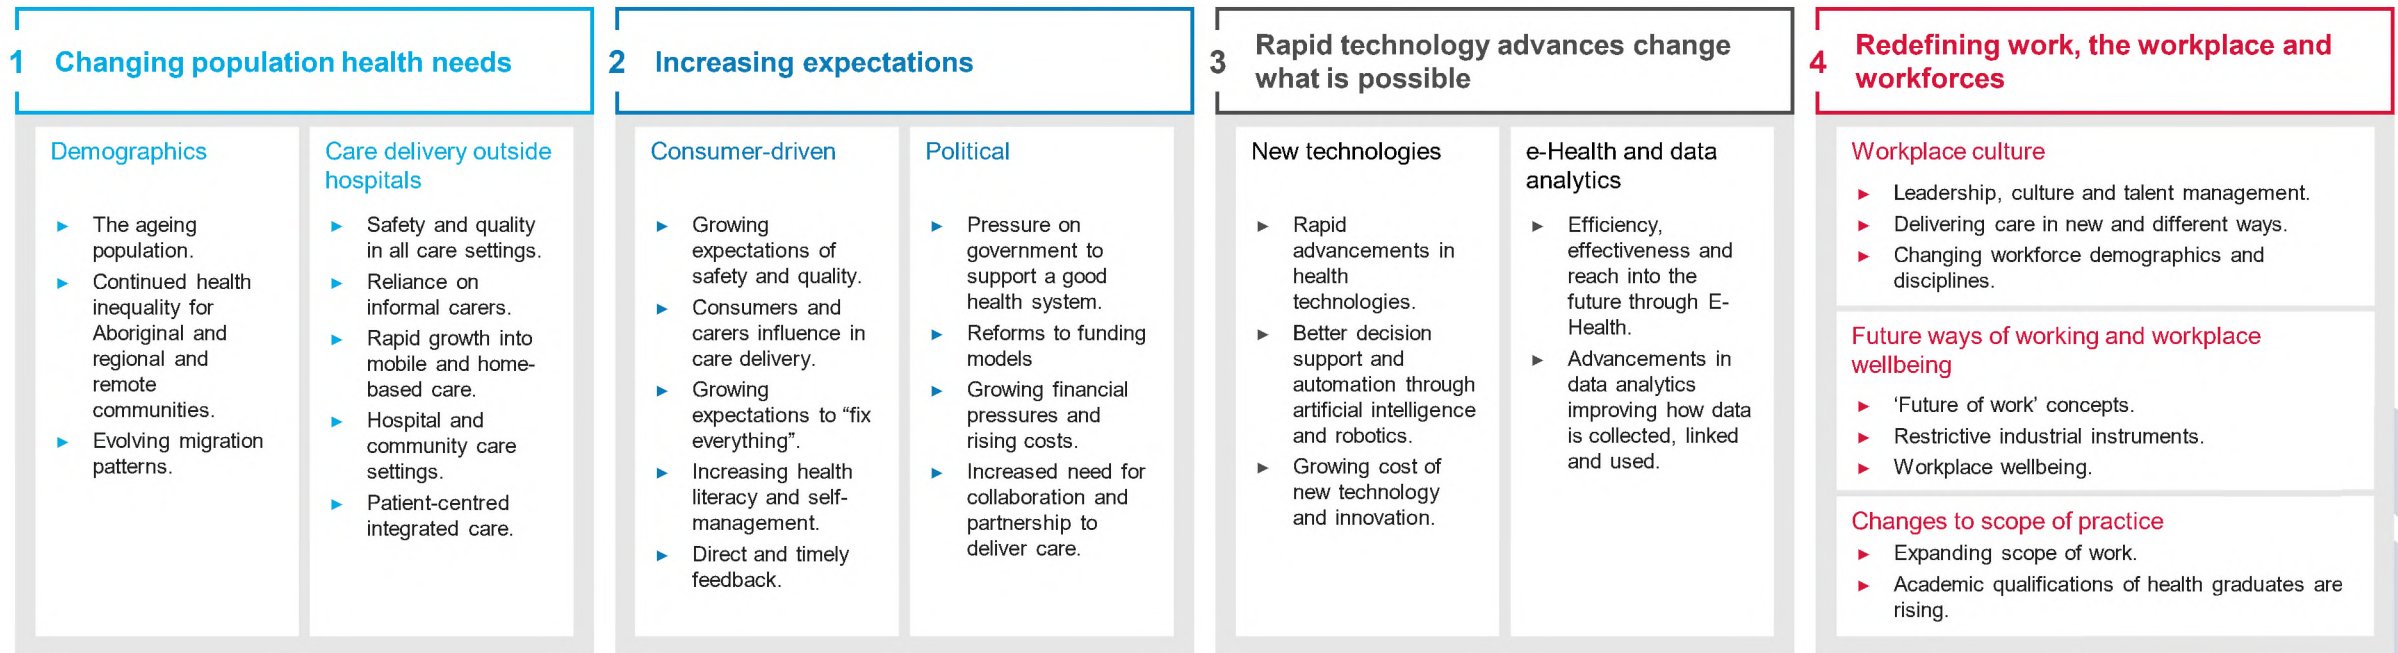 1 Changing population health needs
Demographics
► The ageing
population.
► Continued health
inequality for
Aboriginal and
regional and
remote
communities.
► Evolving migration
patterns.
Care delivery outside
hospitals
► Safety and quality
in all care settings.
► Reliance on
informal carers.
► Rapid growth into
mobile and home-
based care.
► Hospital and
community care
settings.
► Patient-centred
integrated care.
2 Increasing expectations
Consumer-driven
► Growing
expectations of
safety and quality.
► Consumers and
carers influence in
care delivery.
► Growing
expectations to “fix
everything”.
► Increasing health
literacy and self-
management.
► Direct and timely
feedback.
Political
► Pressure on
government to
support a good
health system.
► Reforms to funding
models
► Growing financial
pressures and
rising costs.
► Increased need for
collaboration and
partnership to
deliver care.
3 Rapid technology advances change
what is possible
New technologies
► Rapid
advancements in
health
technologies.
► Better decision
support and
automation through
artificial intelligence
and robotics.
► Growing cost of
new technology
and innovation.
e-Health and data
analytics
► Efficiency,
effectiveness and
reach into the
future through E-
Health.
► Advancements in
data analytics
improving how data
is collected, linked
and used.
4 Redefining work, the workplace and
workforces
Workplace culture
► Leadership, culture and talent management.
► Delivering care in new and different ways.
► Changing workforce demographics and
disciplines.
Future ways of working and workplace
wellbeing
► ‘Future of work’ concepts.
► Restrictive industrial instruments.
► Workplace wellbeing.
Changes to scope of practice
► Expanding scope of work.
► Academic qualifications of health graduates are
rising.